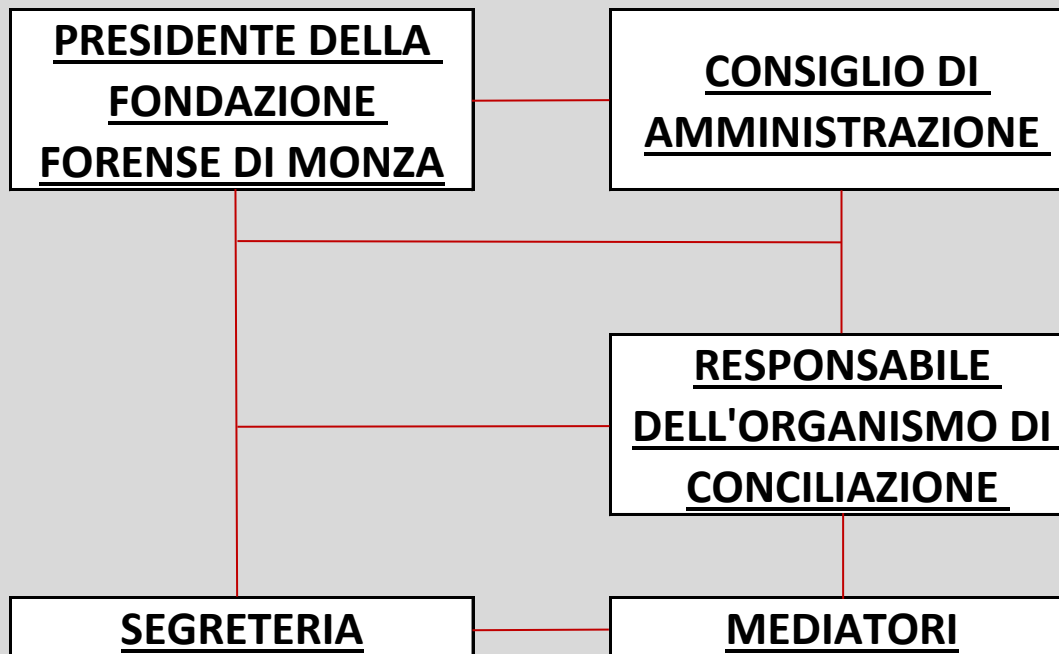 PRESIDENTE DELLA
FONDAZIONE
FORENSE DI MONZA
CONSIGLIO DI
AMMINISTRAZIONE
RESPONSABILE
DELL'ORGANISMO DI
CONCILIAZIONE
SEGRETERIA
MEDIATORI